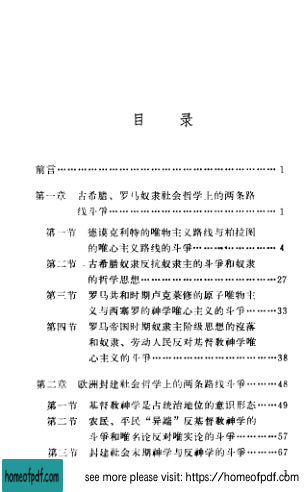 目 录
前言……………………………………………… 1
第一章 古希腊、罗马奴隶社会哲学上的两条路
线斗争……………………………………… 1
第一节 德谟克利特的唯物主义路线与柏拉图
的唯心主义路线的斗争………………… 4
第二节 古希腊奴隶反抗奴隶主的斗争和奴隶
的哲学思想………………………………27
第三节 罗马共和时期卢克莱修的原子唯物主
义与西塞罗的神学唯心主义的斗争……33
第四节 罗马帝国时期奴隶主阶级思想的没落
和奴隶、劳动人民反对基督教神学唯
心主义的斗争……………………………38
第二章 欧洲封建社会哲学上的两条路线斗争……48
第一节 基督教神学是占统治地位的意识形态……49
第二节 农民、平民“异端”反基督教神学的
斗争和唯名论反对唯实论的斗争………57
第三节 封建社会末期神学与反神学的斗争……67
1
homeofpdf.com
see more please visit: https://homeofpdf.com